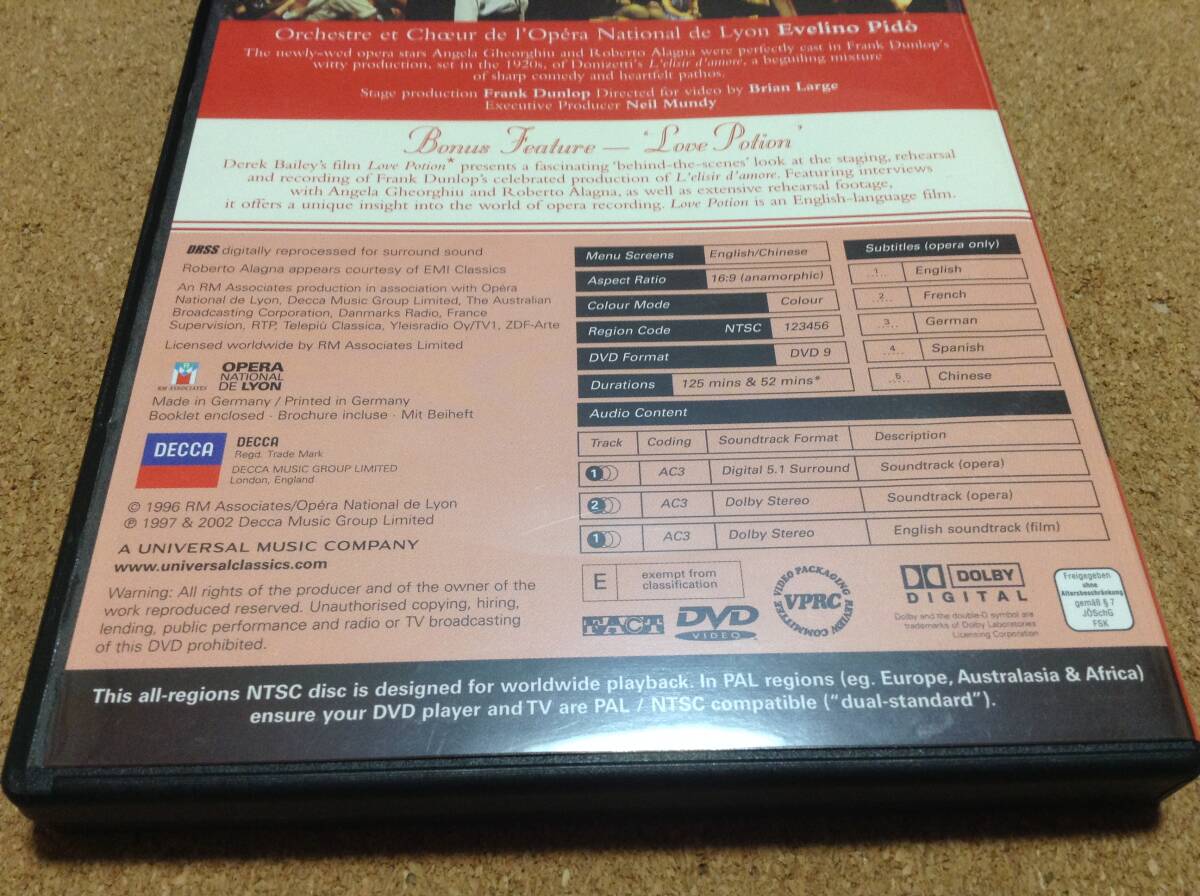 Orchestre et Chœur de l'Opéra National de Lyon Evelino Pidò
The newly-wed opera stars Angela Gheorghiu and Roberto Alagna were perfectly cast in Frank Dunlop's
witty production, set in the 1920s, of Donizetti's L'elisir d'amore, a beguiling mixture
of sharp comedy and heartfelt pathos.
Stage production Frank Dunlop Directed for video by Brian Large
Executive Producer Neil Mundy
Bonus Feature – 'Love Potion'
Derek Bailey's film Love Potion* presents a fascinating 'behind-the-scenes' look at the staging, rehearsal
and recording of Frank Dunlop's celebrated production of L'elisir d'amore. Featuring interviews
with Angela Gheorghiu and Roberto Alagna, as well as extensive rehearsal footage,
it offers a unique insight into the world of opera recording. Love Potion is an English-language film.
DRSS digitally reprocessed for surround sound
Roberto Alagna appears courtesy of EMI Classics
An RM Associates production in association with Opéra
National de Lyon, Decca Music Group Limited, The Australian
Broadcasting Corporation, Danmarks Radio, France
Supervision, RTP, Telepiù Classica, Yleisradio Oy/TV1, ZDF-Arte
Licensed worldwide by RM Associates Limited
RM ASSOCIATES
OPERA
NATIONAL
DE LYON
Made in Germany / Printed in Germany
Booklet enclosed · Brochure incluse · Mit Beiheft
DECCA
DECCA
Regd. Trade Mark
DECCA MUSIC GROUP LIMITED
London, England
© 1996 RM Associates/Opéra National de Lyon
℗ 1997 & 2002 Decca Music Group Limited
A UNIVERSAL MUSIC COMPANY
www.universalclassics.com
Warning: All rights of the producer and of the owner of the
work reproduced reserved. Unauthorised copying, hiring,
lending, public performance and radio or TV broadcasting
of this DVD prohibited.
Menu Screens English/Chinese
Aspect Ratio 16:9 (anamorphic)
Colour Mode Colour
Region Code NTSC 123456
DVD Format DVD 9
Durations 125 mins & 52 mins*
Subtitles (opera only)
1 English
2 French
3 German
4 Spanish
5 Chinese
Audio Content
Track Coding Soundtrack Format Description
1 AC3 Digital 5.1 Surround Soundtrack (opera)
2 AC3 Dolby Stereo Soundtrack (opera)
1 AC3 Dolby Stereo English soundtrack (film)
E exempt from
classification
FACT
DVD
VIDEO
VIDEO PACKAGING REVIEW COMMITTEE
VPRC
DOLBY
DIGITAL
Dolby and the double-D symbol are
trademarks of Dolby Laboratories
Licensing Corporation
Freigegeben
ohne
Altersbeschränkung
gemäß § 7
JÖSchG
FSK
This all-regions NTSC disc is designed for worldwide playback. In PAL regions (eg. Europe, Australasia & Africa)
ensure your DVD player and TV are PAL / NTSC compatible ("dual-standard").